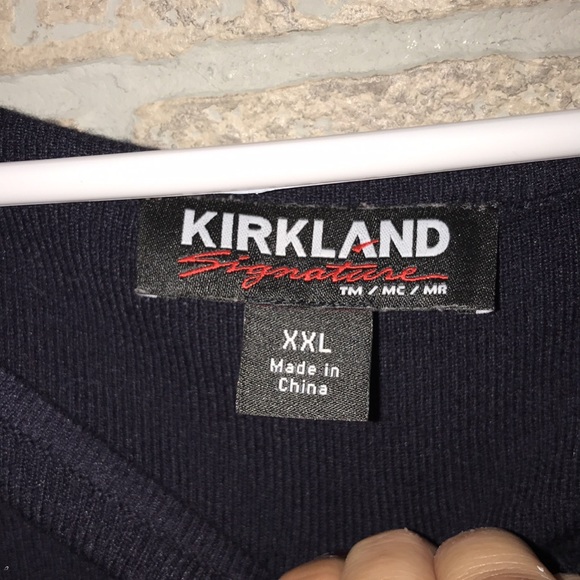 KIRKLAND
Signature
TM / MC / MR
XXL
Made in
China